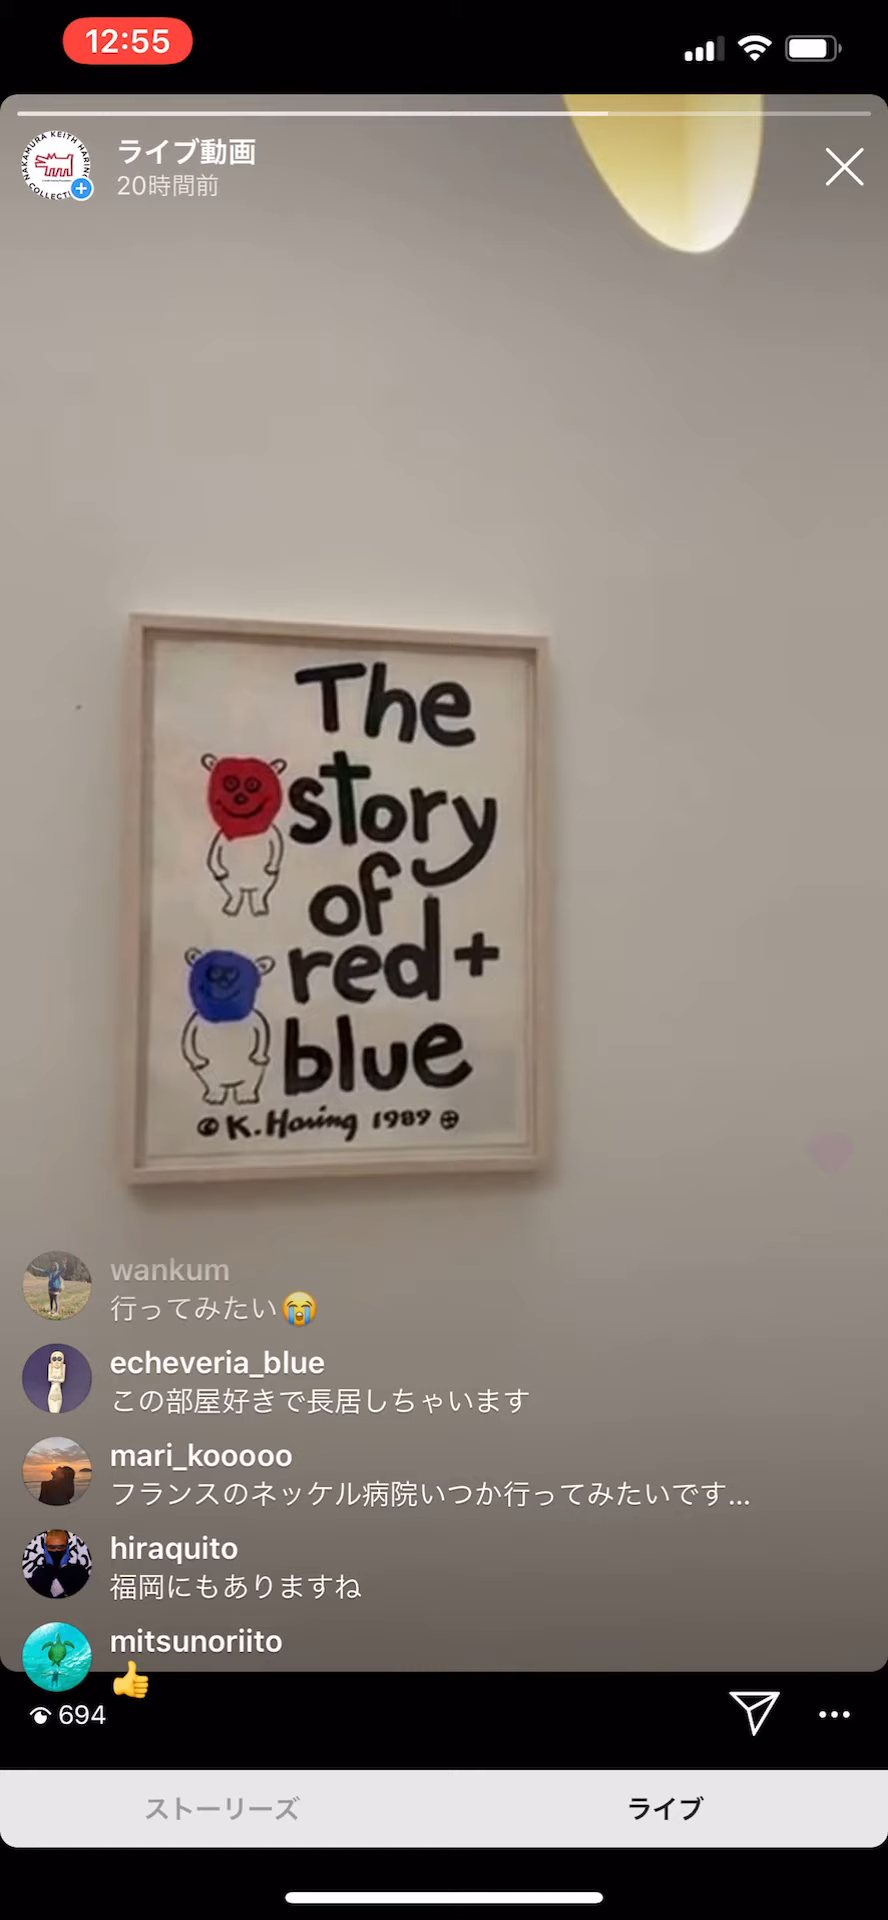 12:55
NAKAMURA KEITH HARING COLLECTION
ライブ動画
20時間前
The
story
of
red+
blue
© K. Haring 1989 ⊕
wankum
行ってみたい😭
echeveria_blue
この部屋好きで長居しちゃいます
mari_kooooo
フランスのネッケル病院いつか行ってみたいです...
hiraquito
福岡にもありますね
mitsunoriito
👍
694
ストーリーズ
ライブ